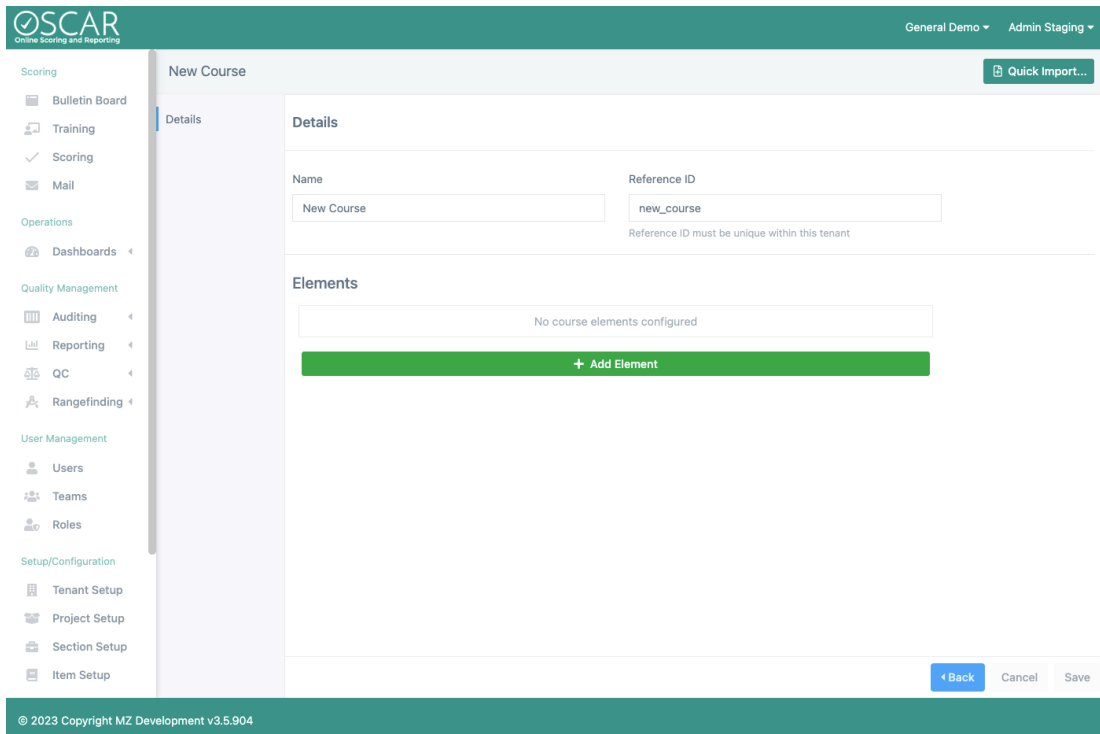 OSCAR
Online Scoring and Reporting
General Demo
Admin Staging
Scoring
Bulletin Board
Training
Scoring
Mail
Operations
Dashboards
Quality Management
Auditing
Reporting
QC
Rangefinding
User Management
Users
Teams
Roles
Setup/Configuration
Tenant Setup
Project Setup
Section Setup
Item Setup
New Course
Quick Import...
Details
Details
Name
Reference ID
New Course
new_course
Reference ID must be unique within this tenant
Elements
No course elements configured
+ Add Element
Back
Cancel
Save
© 2023 Copyright MZ Development v3.5.904